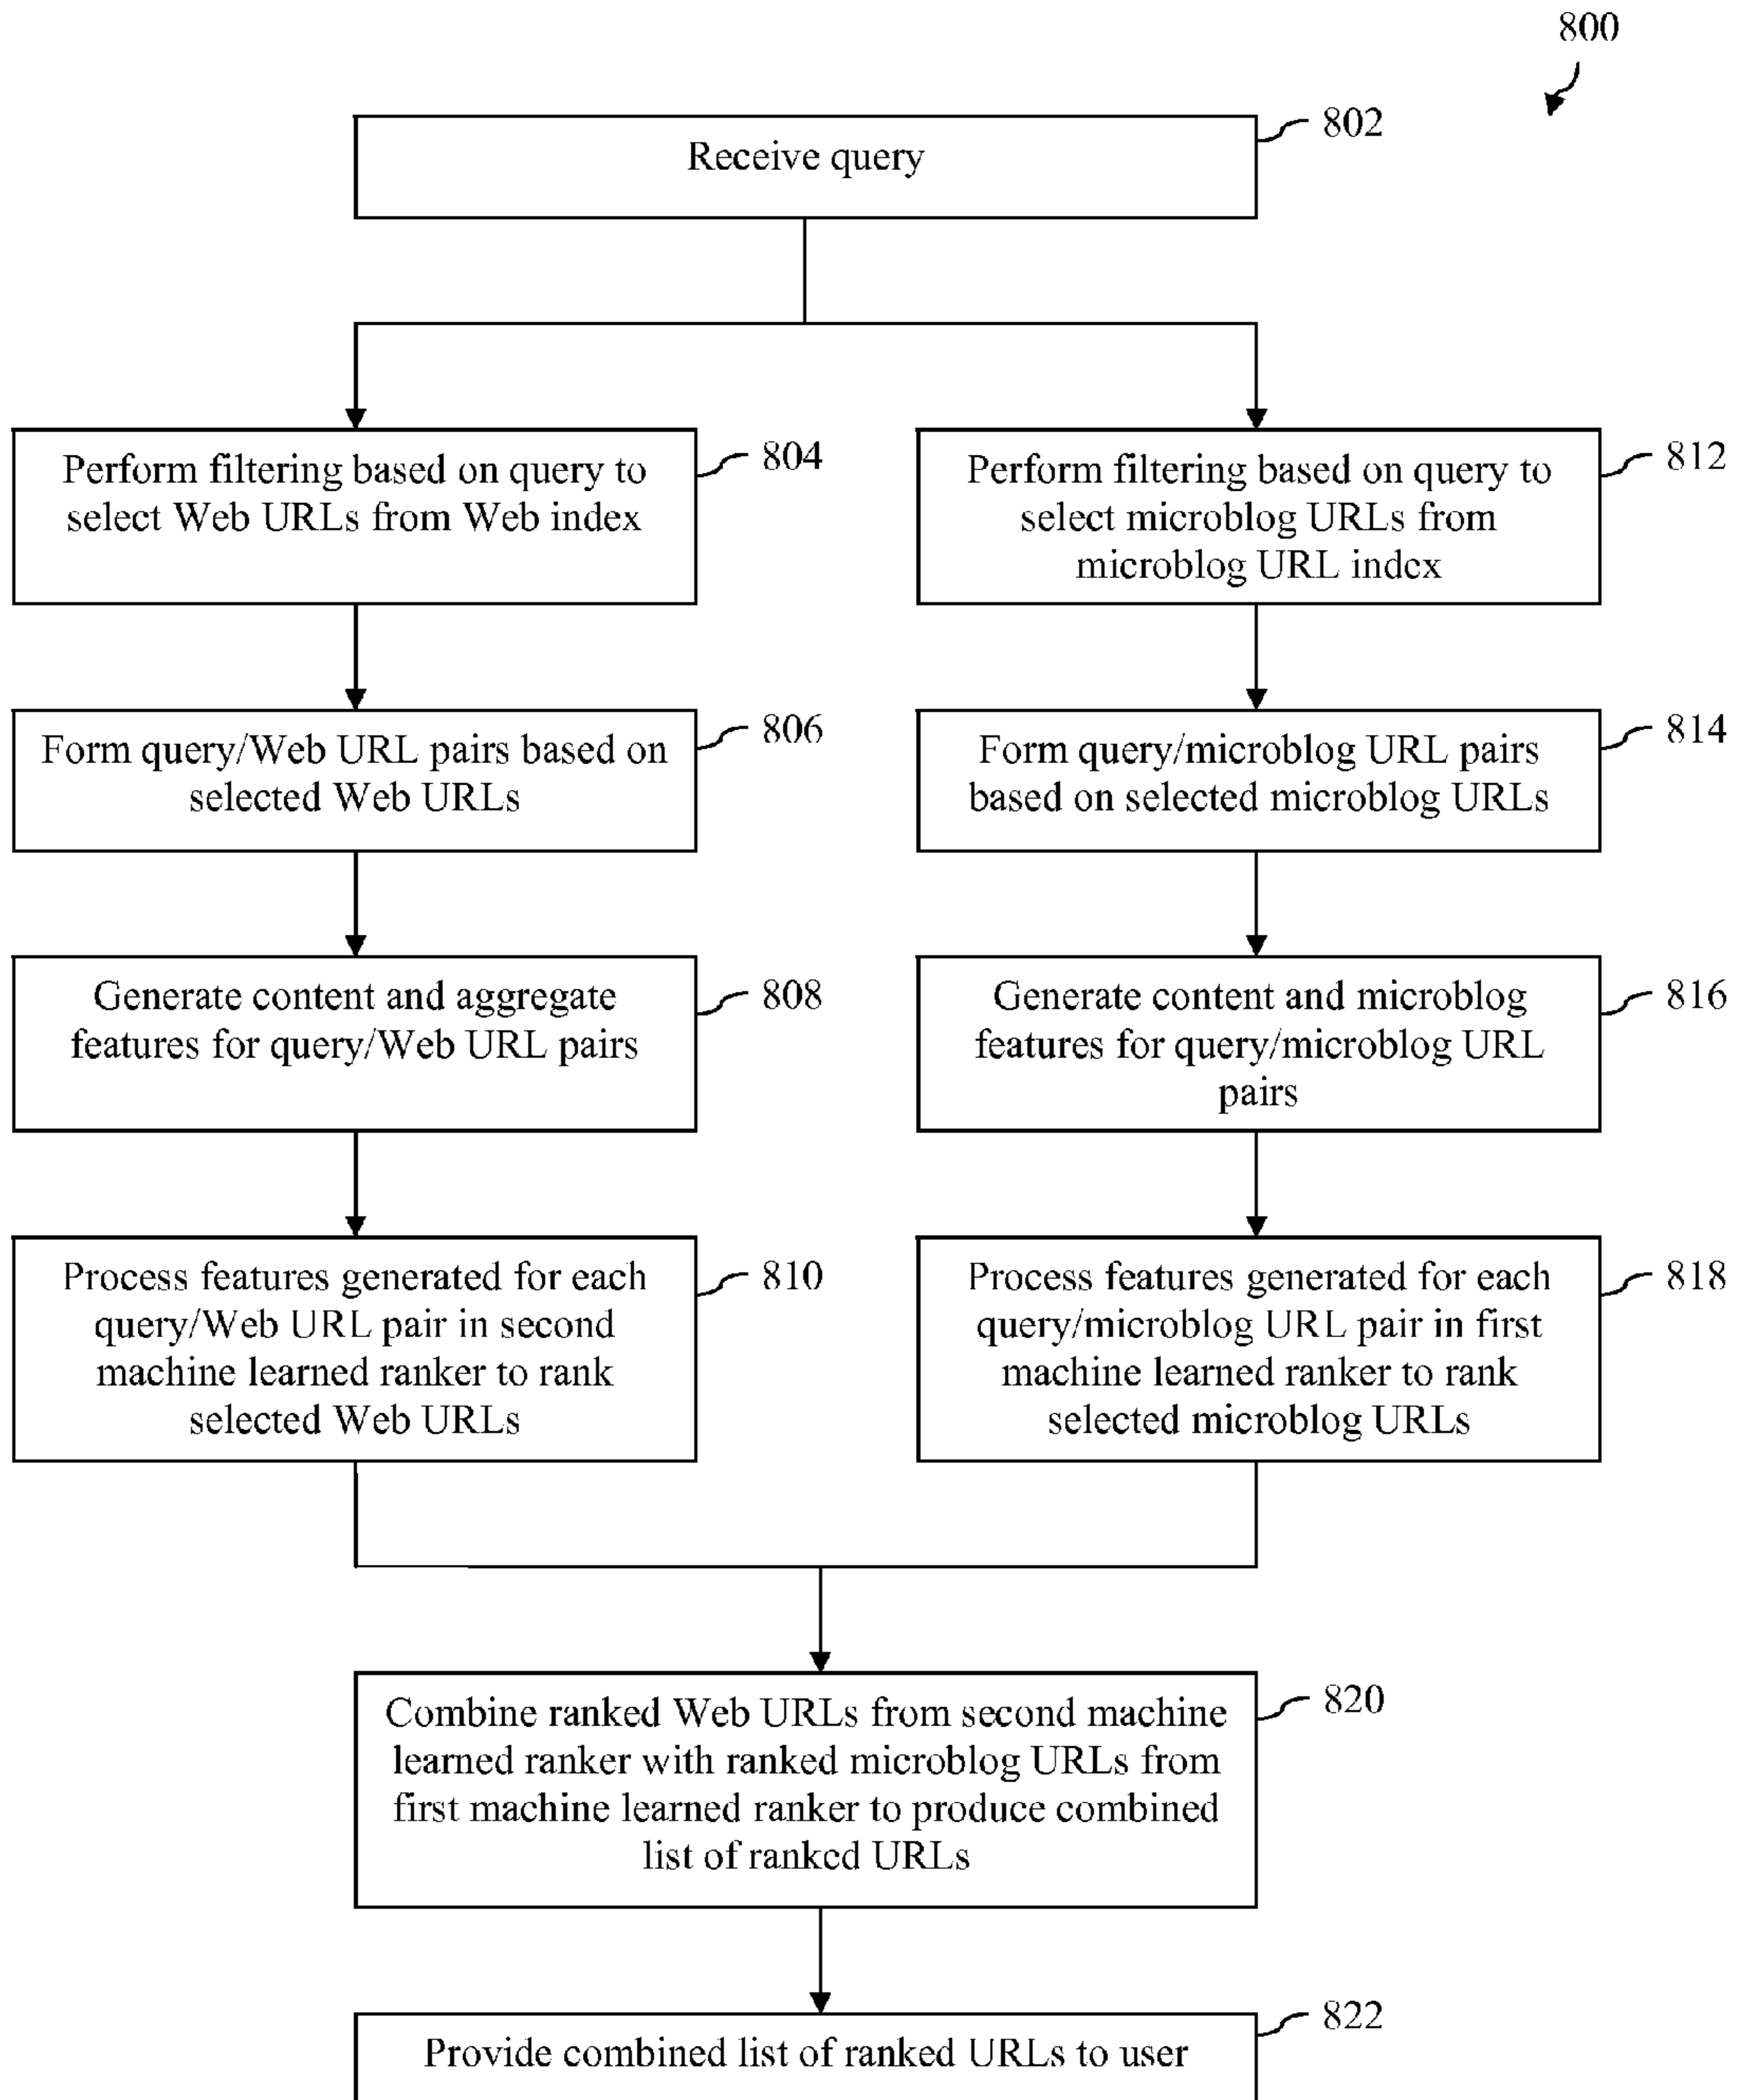 800
802
Receive query
804
Perform filtering based on query to
select Web URLs from Web index
812
Perform filtering based on query to
select microblog URLs from
microblog URL index
806
Form query/Web URL pairs based on
selected Web URLs
814
Form query/microblog URL pairs
based on selected microblog URLs
808
Generate content and aggregate
features for query/Web URL pairs
816
Generate content and microblog
features for query/microblog URL
pairs
810
Process features generated for each
query/Web URL pair in second
machine learned ranker to rank
selected Web URLs
818
Process features generated for each
query/microblog URL pair in first
machine learned ranker to rank
selected microblog URLs
820
Combine ranked Web URLs from second machine
learned ranker with ranked microblog URLs from
first machine learned ranker to produce combined
list of ranked URLs
822
Provide combined list of ranked URLs to user